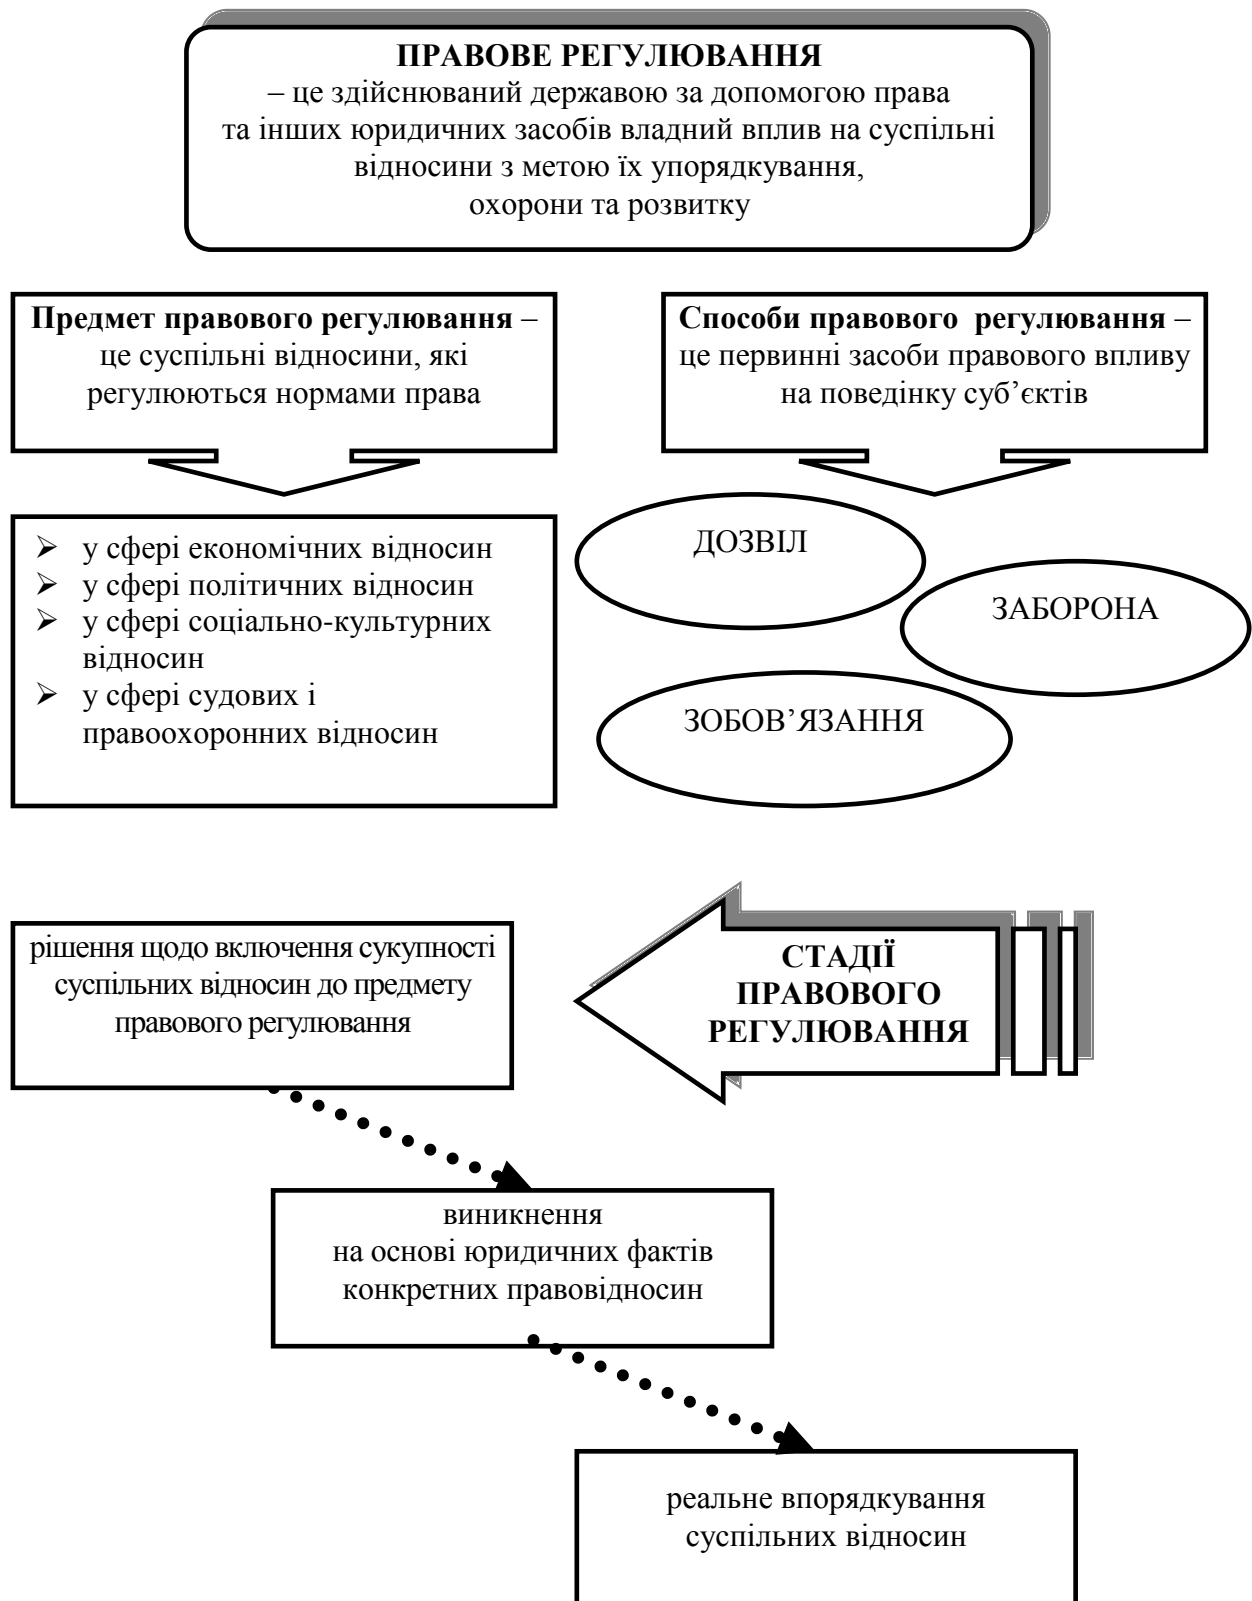 ПРАВОВЕ РЕГУЛЮВАННЯ
– це здійснюваний державою за допомогою права
та інших юридичних засобів владний вплив на суспільні
відносини з метою їх упорядкування,
охорони та розвитку
Предмет правового регулювання –
це суспільні відносини, які
регулюються нормами права
Способи правового регулювання –
це первинні засоби правового впливу
на поведінку суб’єктів
➢ у сфері економічних відносин
➢ у сфері політичних відносин
➢ у сфері соціально-культурних
відносин
➢ у сфері судових і
правоохоронних відносин
ДОЗВІЛ
ЗАБОРОНА
ЗОБОВ’ЯЗАННЯ
СТАДІЇ
ПРАВОВОГО
РЕГУЛЮВАННЯ
рішення щодо включення сукупності
суспільних відносин до предмету
правового регулювання
виникнення
на основі юридичних фактів
конкретних правовідносин
реальне впорядкування
суспільних відносин